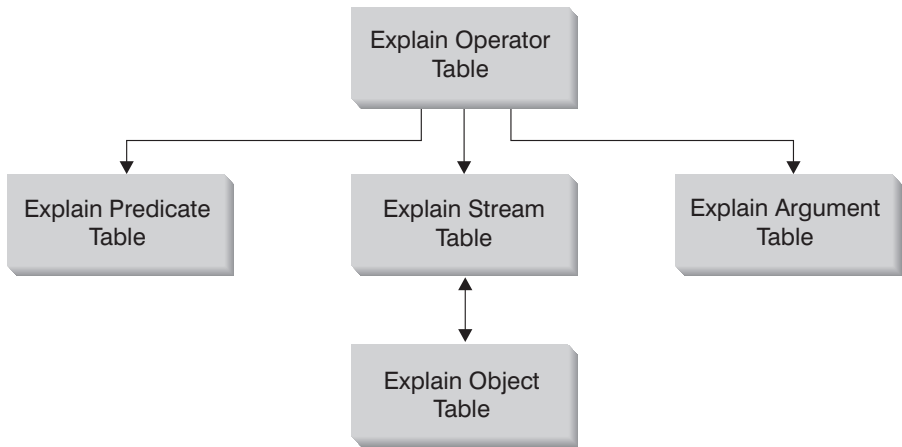 Explain Operator
Table
Explain Predicate
Table
Explain Stream
Table
Explain Argument
Table
Explain Object
Table